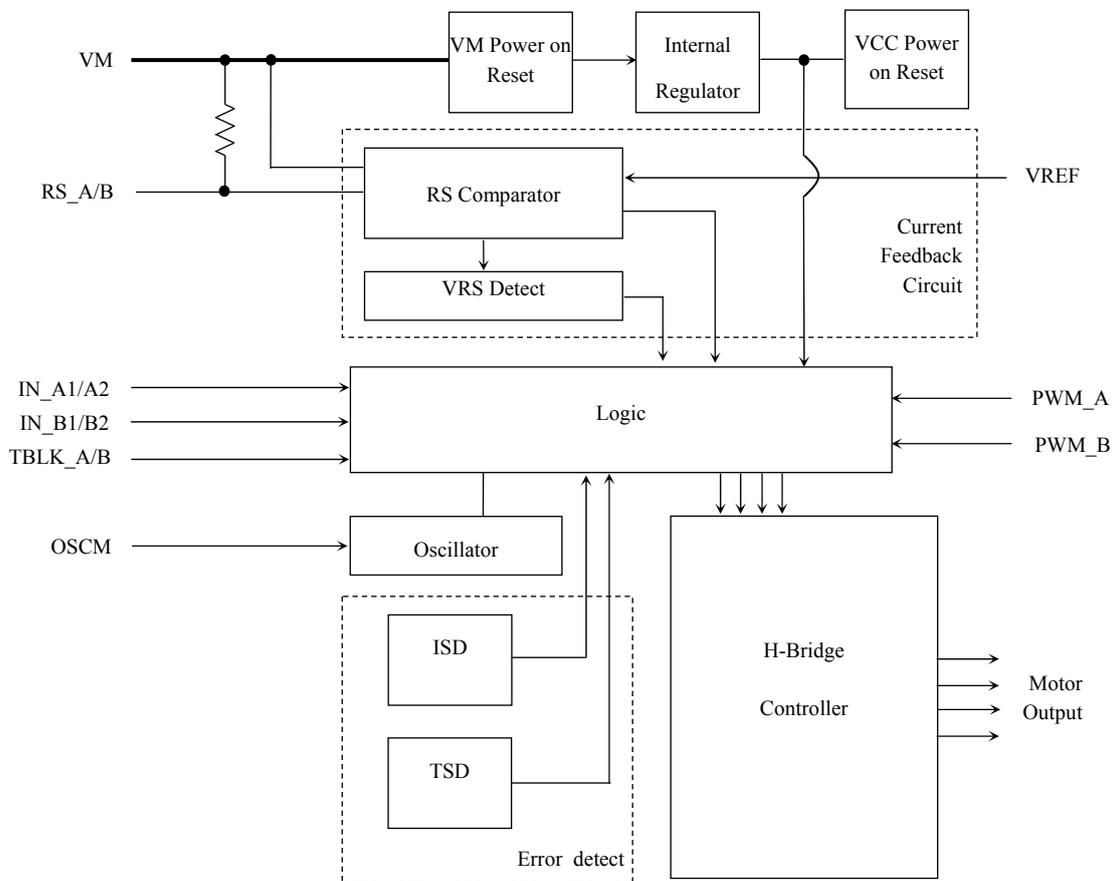 VM
VM Power on
Reset
Internal
Regulator
VCC Power
on Reset
RS_A/B
RS Comparator
VREF
Current
Feedback
Circuit
VRS Detect
IN_A1/A2
IN_B1/B2
TBLK_A/B
Logic
PWM_A
PWM_B
OSCM
Oscillator
ISD
TSD
Error detect
H-Bridge
Controller
Motor
Output